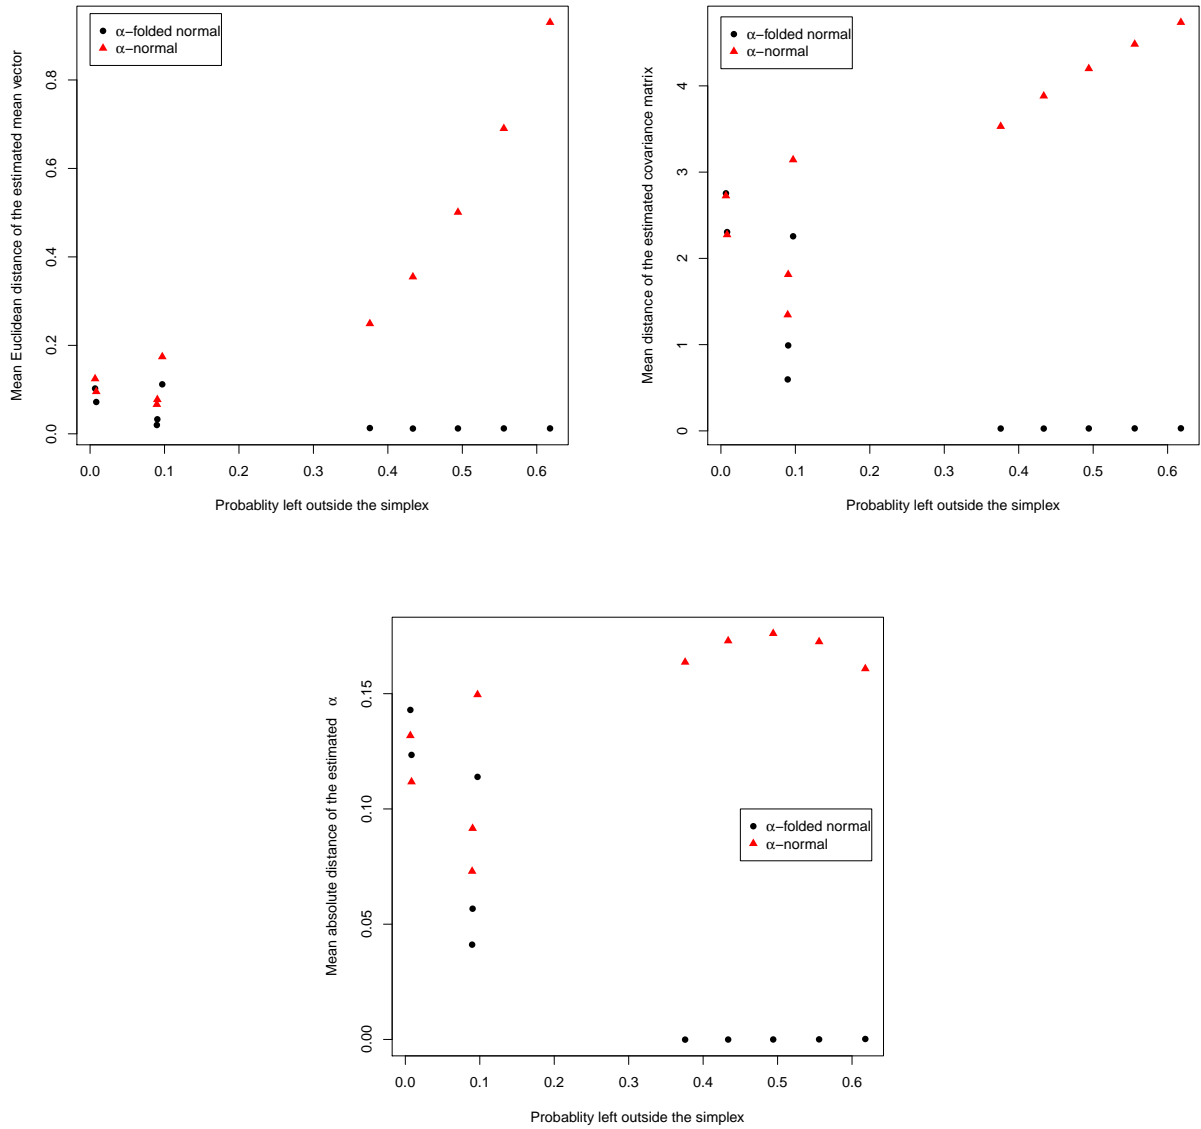 α−folded normal
α−normal
Mean Euclidean distance of the estimated mean vector
0.0
0.2
0.4
0.6
0.8
0.0 0.1 0.2 0.3 0.4 0.5 0.6
Probablity left outside the simplex
α−folded normal
α−normal
Mean distance of the estimated covariance matrix
0
1
2
3
4
0.0 0.1 0.2 0.3 0.4 0.5 0.6
Probablity left outside the simplex
α−folded normal
α−normal
Mean absolute distance of the estimated α
0.00
0.05
0.10
0.15
0.0 0.1 0.2 0.3 0.4 0.5 0.6
Probablity left outside the simplex